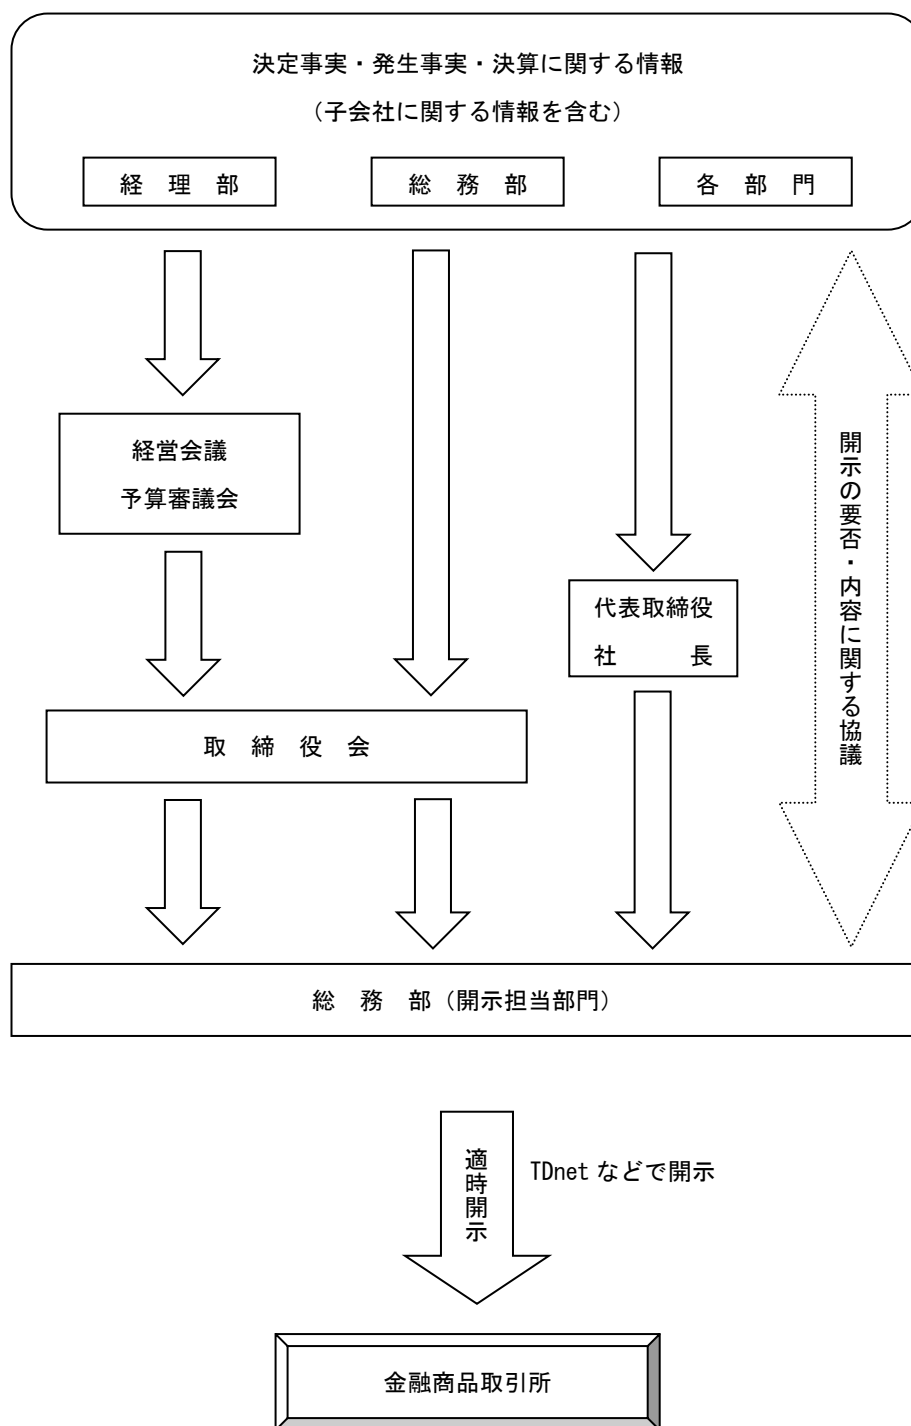 決定事実・発生事実・決算に関する情報
（子会社に関する情報を含む）
経　理　部
総　務　部
各　部　門
経営会議
予算審議会
開示の要否・内容に関する協議
代表取締役
社　　　長
取　締　役　会
総　務　部（開示担当部門）
適時開示
TDnet などで開示
金融商品取引所